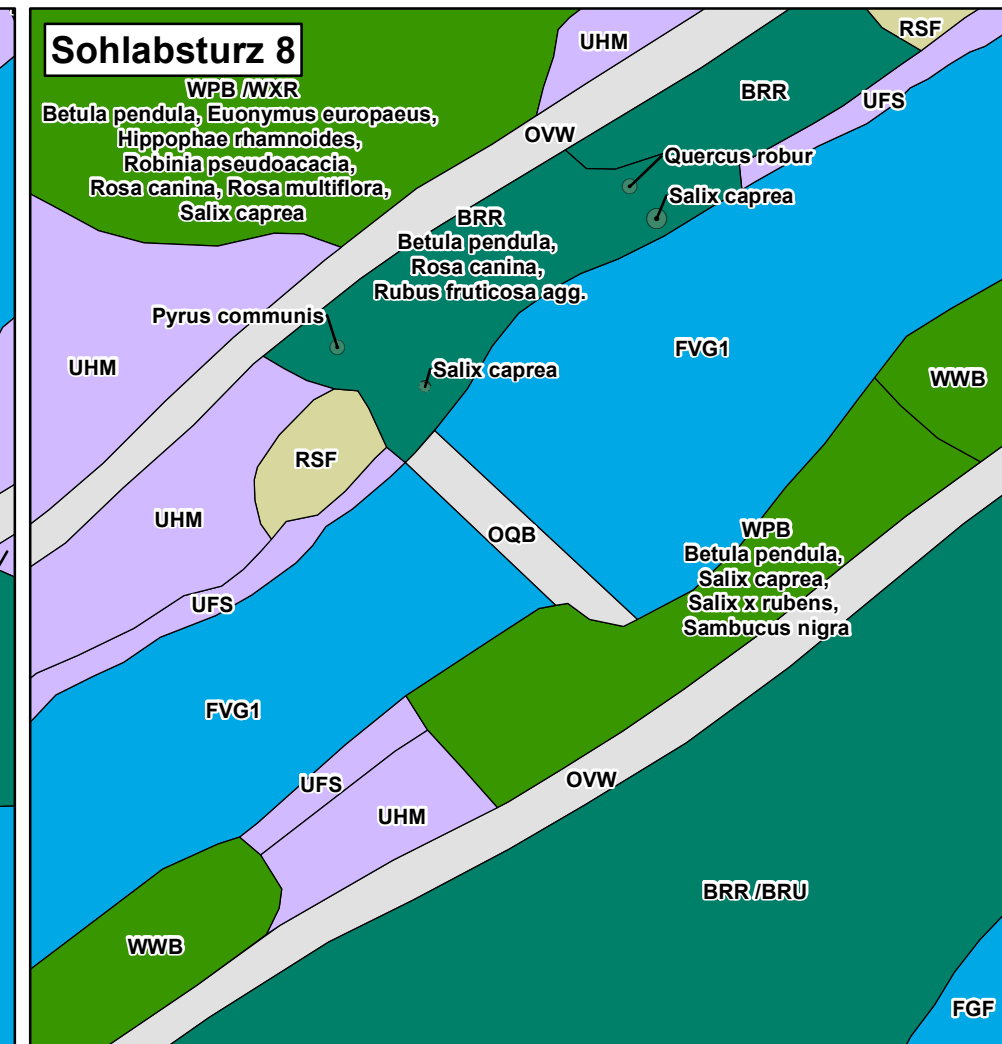 Sohlabsturz 8
WPB /WXR
Betula pendula, Euonymus europaeus,
Hippophae rhamnoides,
Robinia pseudoacacia,
Rosa canina, Rosa multiflora,
Salix caprea
UHM
RSF
BRR
UFS
OVW
Quercus robur
Salix caprea
BRR
Betula pendula,
Rosa canina,
Rubus fruticosa agg.
Pyrus communis
UHM
Salix caprea
FVG1
WWB
RSF
UHM
OQB
WPB
Betula pendula,
Salix caprea,
Salix x rubens,
Sambucus nigra
UFS
FVG1
UFS
OVW
UHM
BRR /BRU
WWB
FGF